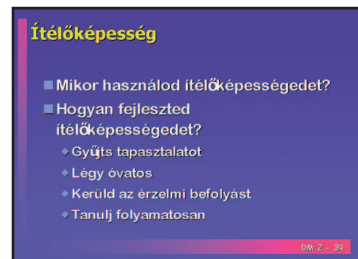 Ítélőképesség
Mikor használod ítélőképességedet?
Hogyan fejleszted
ítélőképességedet?
Gyűjts tapasztalatot
Légy óvatos
Kerüld az érzelmi befolyást
Tanulj folyamatosan
DM 2 - 34